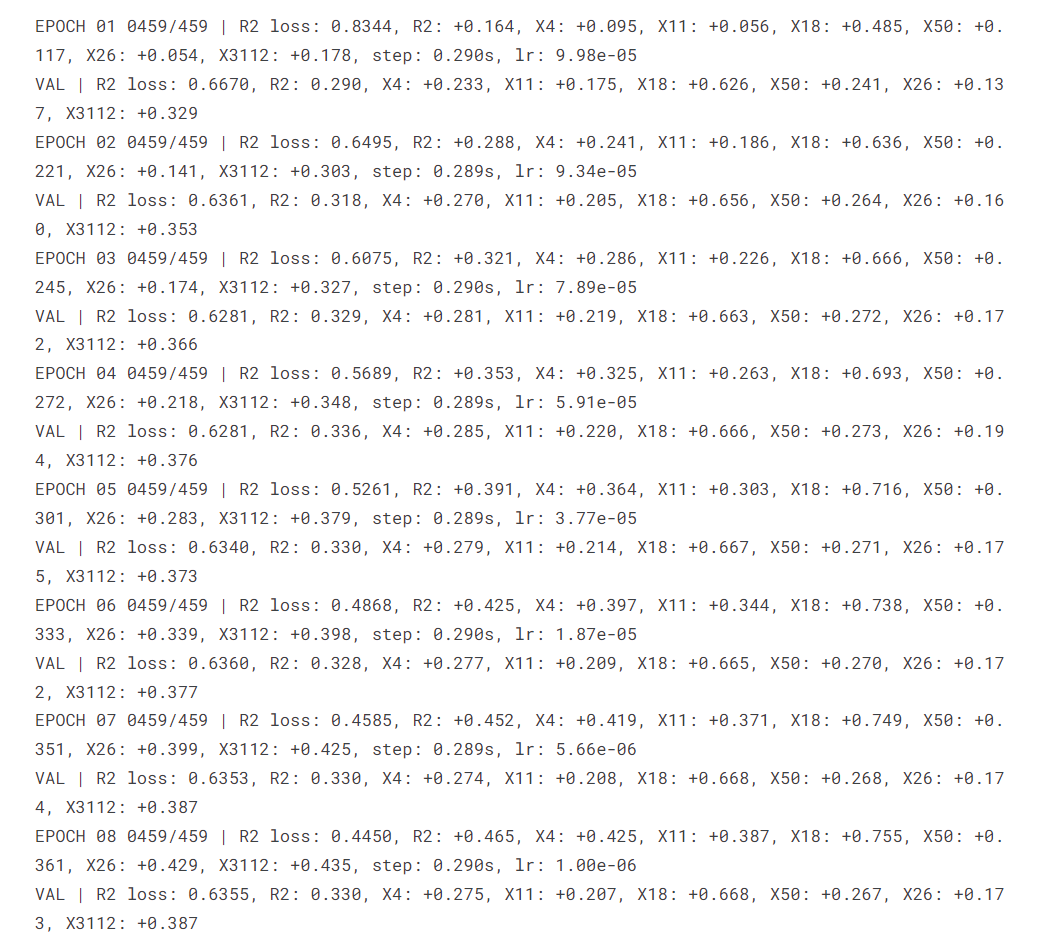 EPOCH 01 0459/459 | R2 loss: 0.8344, R2: +0.164, X4: +0.095, X11: +0.056, X18: +0.485, X50: +0.
117, X26: +0.054, X3112: +0.178, step: 0.290s, lr: 9.98e-05
VAL | R2 loss: 0.6670, R2: 0.290, X4: +0.233, X11: +0.175, X18: +0.626, X50: +0.241, X26: +0.13
7, X3112: +0.329
EPOCH 02 0459/459 | R2 loss: 0.6495, R2: +0.288, X4: +0.241, X11: +0.186, X18: +0.636, X50: +0.
221, X26: +0.141, X3112: +0.303, step: 0.289s, lr: 9.34e-05
VAL | R2 loss: 0.6361, R2: 0.318, X4: +0.270, X11: +0.205, X18: +0.656, X50: +0.264, X26: +0.16
0, X3112: +0.353
EPOCH 03 0459/459 | R2 loss: 0.6075, R2: +0.321, X4: +0.286, X11: +0.226, X18: +0.666, X50: +0.
245, X26: +0.174, X3112: +0.327, step: 0.290s, lr: 7.89e-05
VAL | R2 loss: 0.6281, R2: 0.329, X4: +0.281, X11: +0.219, X18: +0.663, X50: +0.272, X26: +0.17
2, X3112: +0.366
EPOCH 04 0459/459 | R2 loss: 0.5689, R2: +0.353, X4: +0.325, X11: +0.263, X18: +0.693, X50: +0.
272, X26: +0.218, X3112: +0.348, step: 0.289s, lr: 5.91e-05
VAL | R2 loss: 0.6281, R2: 0.336, X4: +0.285, X11: +0.220, X18: +0.666, X50: +0.273, X26: +0.19
4, X3112: +0.376
EPOCH 05 0459/459 | R2 loss: 0.5261, R2: +0.391, X4: +0.364, X11: +0.303, X18: +0.716, X50: +0.
301, X26: +0.283, X3112: +0.379, step: 0.289s, lr: 3.77e-05
VAL | R2 loss: 0.6340, R2: 0.330, X4: +0.279, X11: +0.214, X18: +0.667, X50: +0.271, X26: +0.17
5, X3112: +0.373
EPOCH 06 0459/459 | R2 loss: 0.4868, R2: +0.425, X4: +0.397, X11: +0.344, X18: +0.738, X50: +0.
333, X26: +0.339, X3112: +0.398, step: 0.290s, lr: 1.87e-05
VAL | R2 loss: 0.6360, R2: 0.328, X4: +0.277, X11: +0.209, X18: +0.665, X50: +0.270, X26: +0.17
2, X3112: +0.377
EPOCH 07 0459/459 | R2 loss: 0.4585, R2: +0.452, X4: +0.419, X11: +0.371, X18: +0.749, X50: +0.
351, X26: +0.399, X3112: +0.425, step: 0.289s, lr: 5.66e-06
VAL | R2 loss: 0.6353, R2: 0.330, X4: +0.274, X11: +0.208, X18: +0.668, X50: +0.268, X26: +0.17
4, X3112: +0.387
EPOCH 08 0459/459 | R2 loss: 0.4450, R2: +0.465, X4: +0.425, X11: +0.387, X18: +0.755, X50: +0.
361, X26: +0.429, X3112: +0.435, step: 0.290s, lr: 1.00e-06
VAL | R2 loss: 0.6355, R2: 0.330, X4: +0.275, X11: +0.207, X18: +0.668, X50: +0.267, X26: +0.17
3, X3112: +0.387